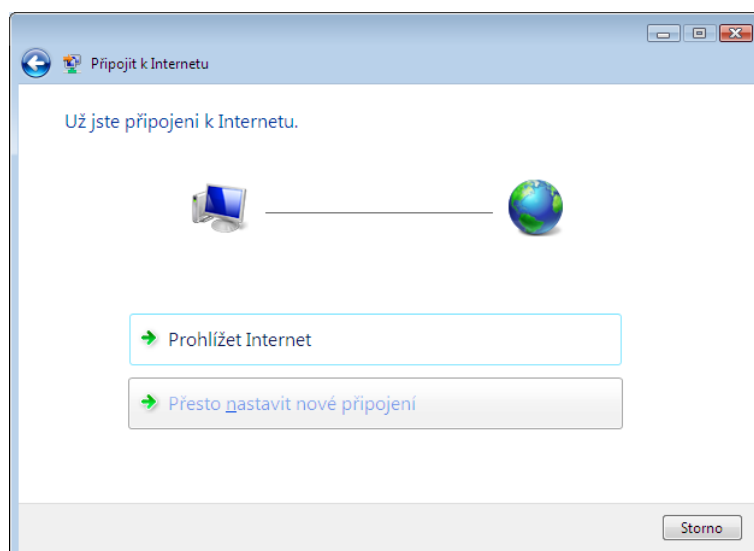 Připojit k Internetu
Už jste připojeni k Internetu.
Prohlížet Internet
Přesto nastavit nové připojení
Storno